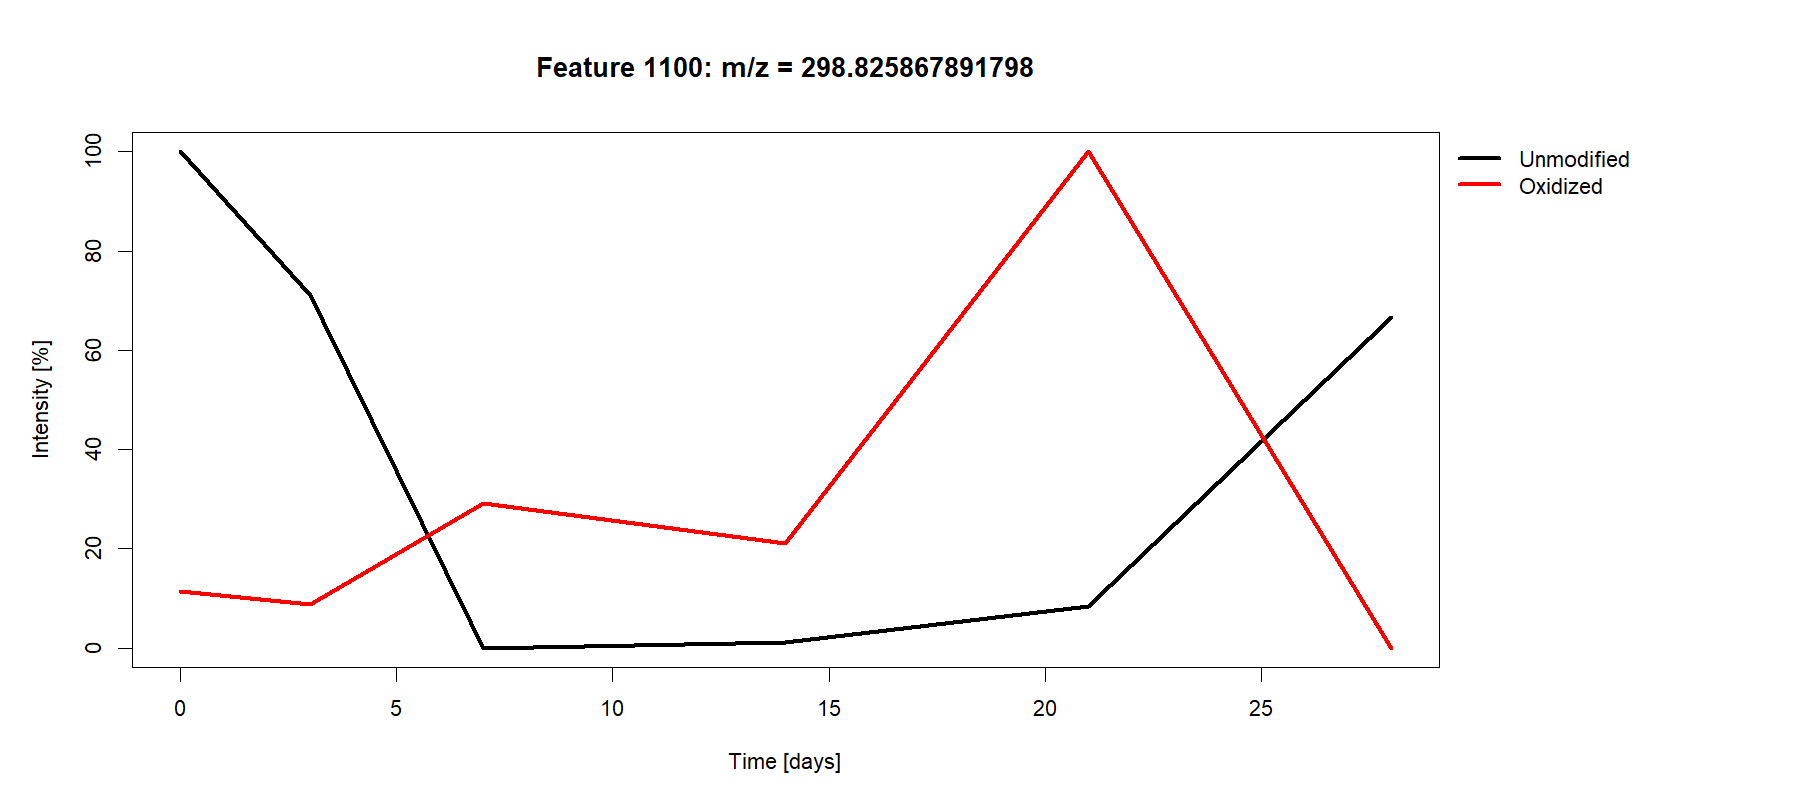 Feature 1100: m/z = 298.825867891798
Unmodified
Oxidized
Intensity [%]
100
80
60
40
20
0
0 5 10 15 20 25
Time [days]